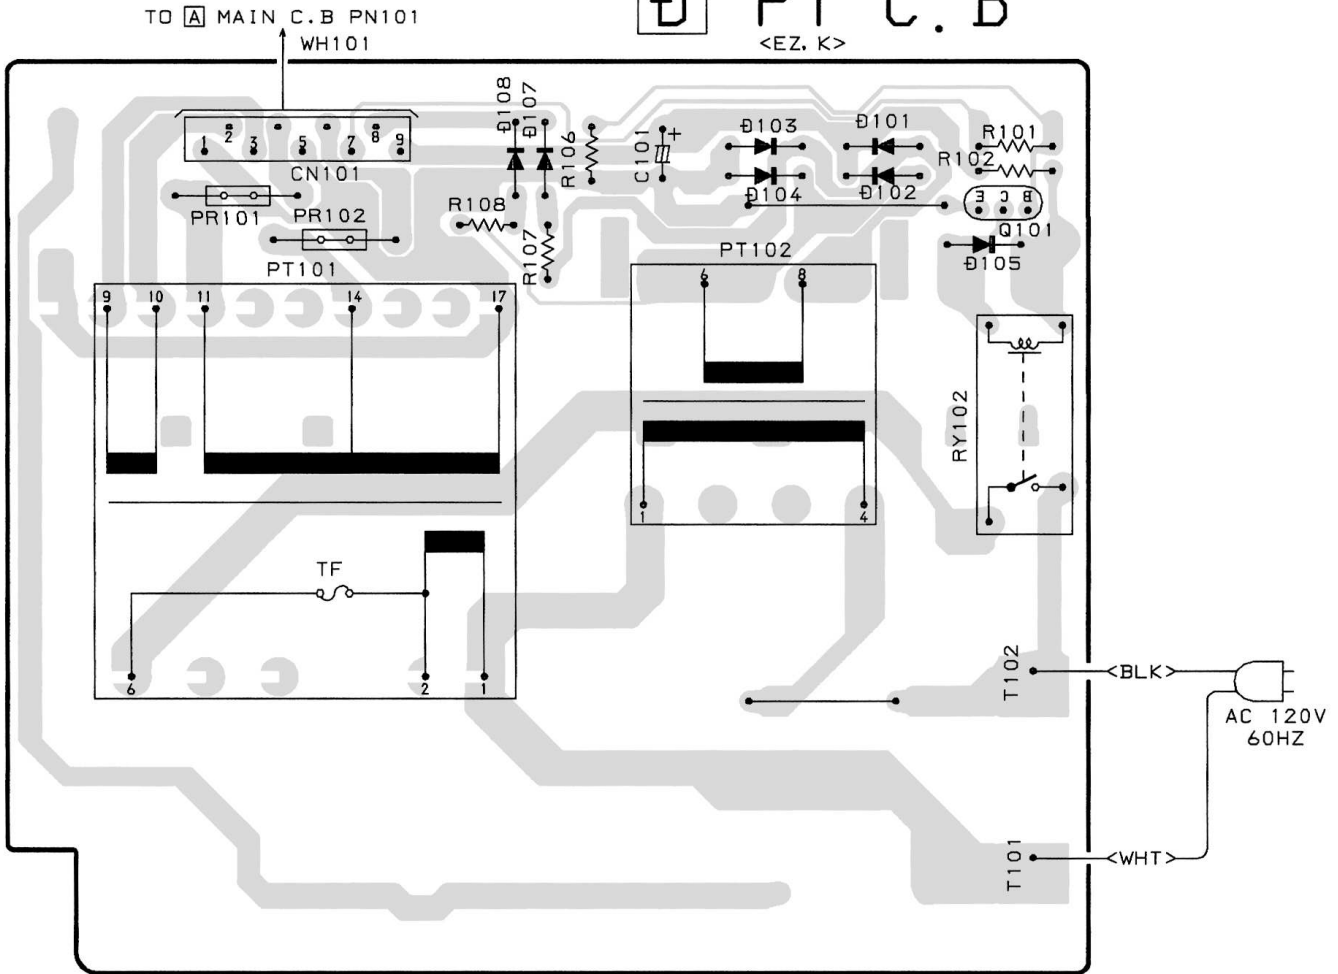 TO A MAIN C.B PN101
WH101
D PT C.B
<EZ. K>
D108
D107
R106
C101
+
D103
D101
R101
R102
1 2 3 5 7 8 9
CN101
PR101
PR102
R108
R107
D104
D102
E C B
Q101
D105
PT101
PT102
9 10 11 14 17
6 8
RY102
1 4
TF
6 2 1
T102
<BLK>
AC 120V
60HZ
T101
<WHT>